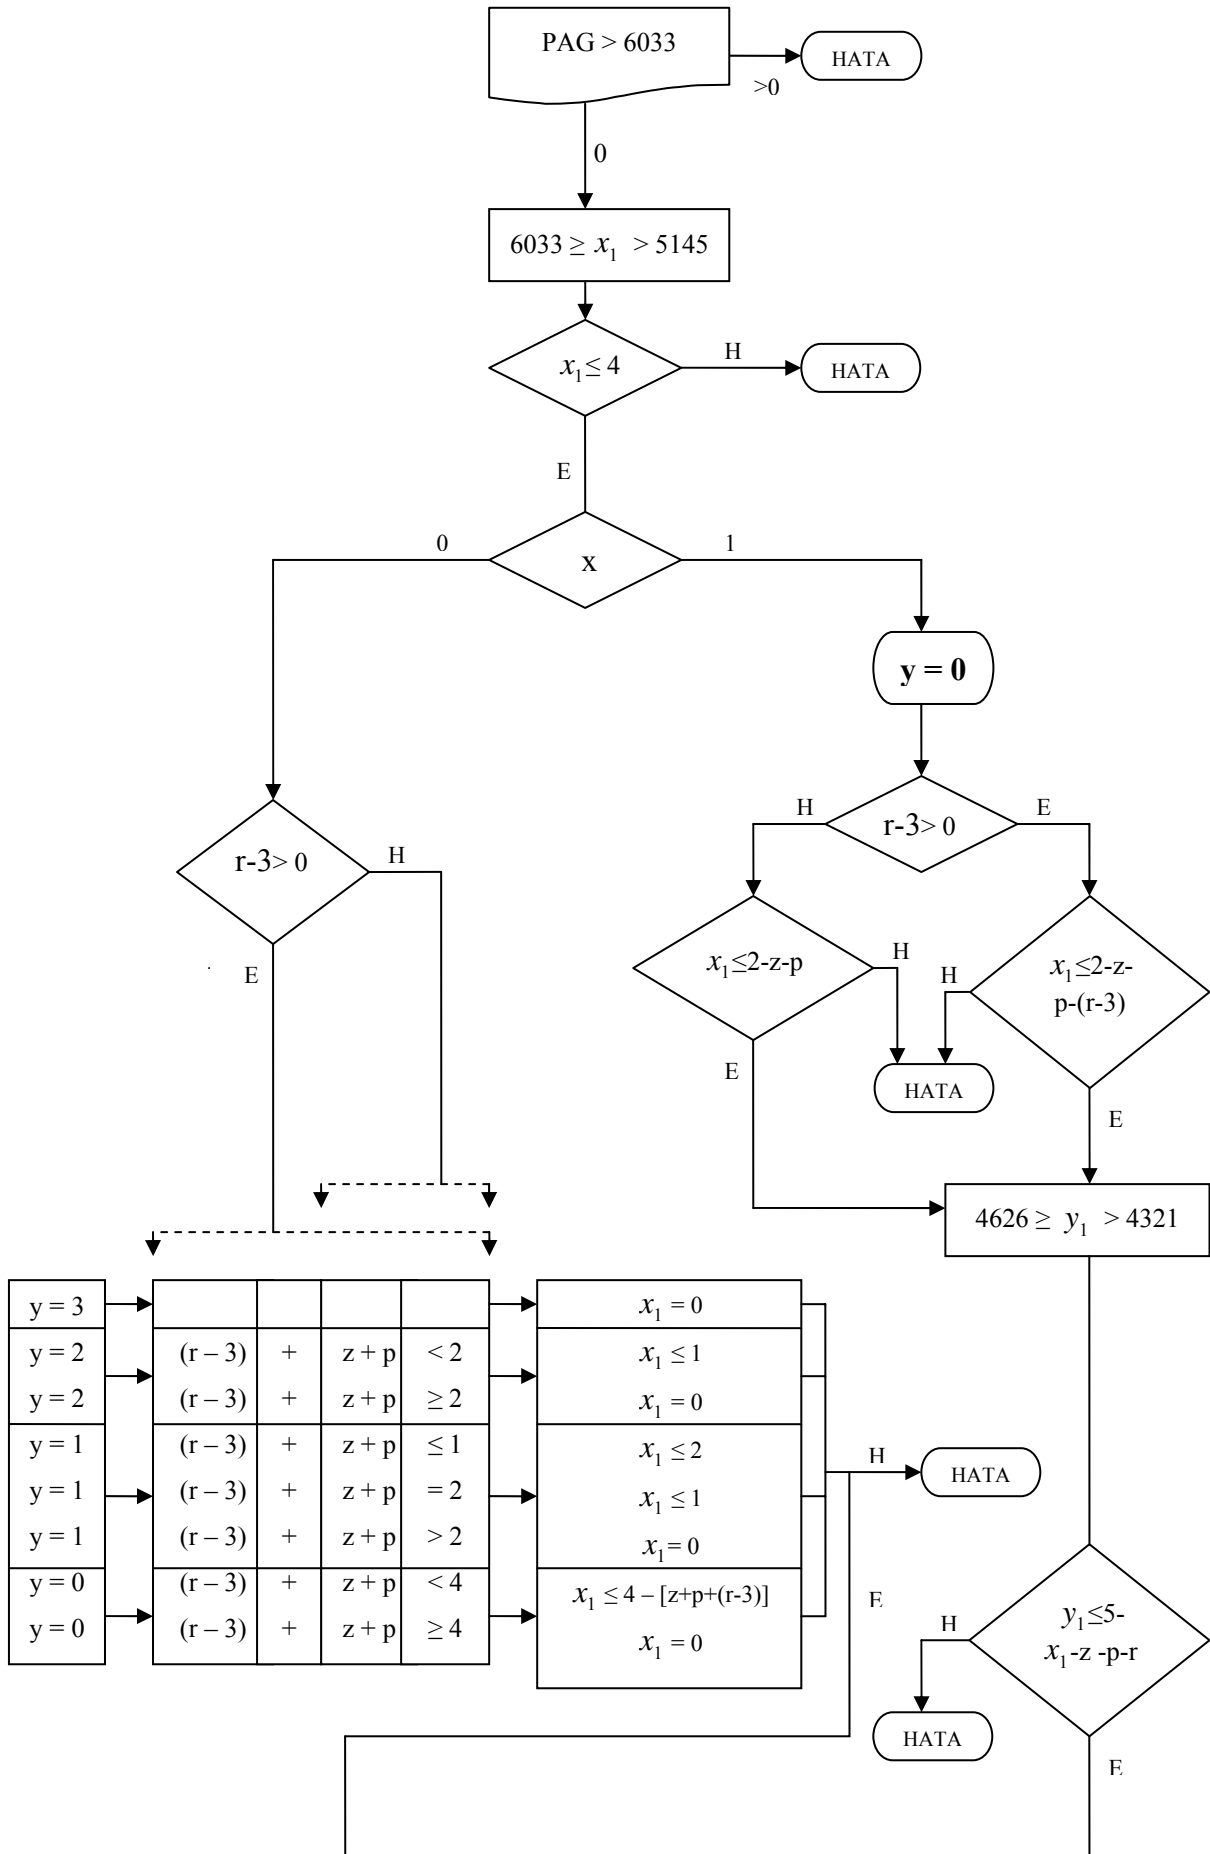 PAG > 6033
HATA
>0
0
6033 ≥ x₁ > 5145
x₁ ≤ 4
H
HATA
E
0
x
1
y = 0
r-3> 0
H
E
H
r-3> 0
E
x₁≤2-z-p
H
E
x₁≤2-z-
p-(r-3)
H
E
HATA
4626 ≥ y₁ > 4321
y = 3
x₁ = 0
y = 2 (r – 3) + z + p < 2 x₁ ≤ 1
y = 2 (r – 3) + z + p ≥ 2 x₁ = 0
y = 1 (r – 3) + z + p ≤ 1 x₁ ≤ 2
y = 1 (r – 3) + z + p = 2 x₁ ≤ 1
y = 1 (r – 3) + z + p > 2 x₁= 0
y = 0 (r – 3) + z + p < 4 x₁ ≤ 4 – [z+p+(r-3)]
y = 0 (r – 3) + z + p ≥ 4 x₁ = 0
H
HATA
E
y₁≤5-
x₁-z -p-r
H
HATA
E